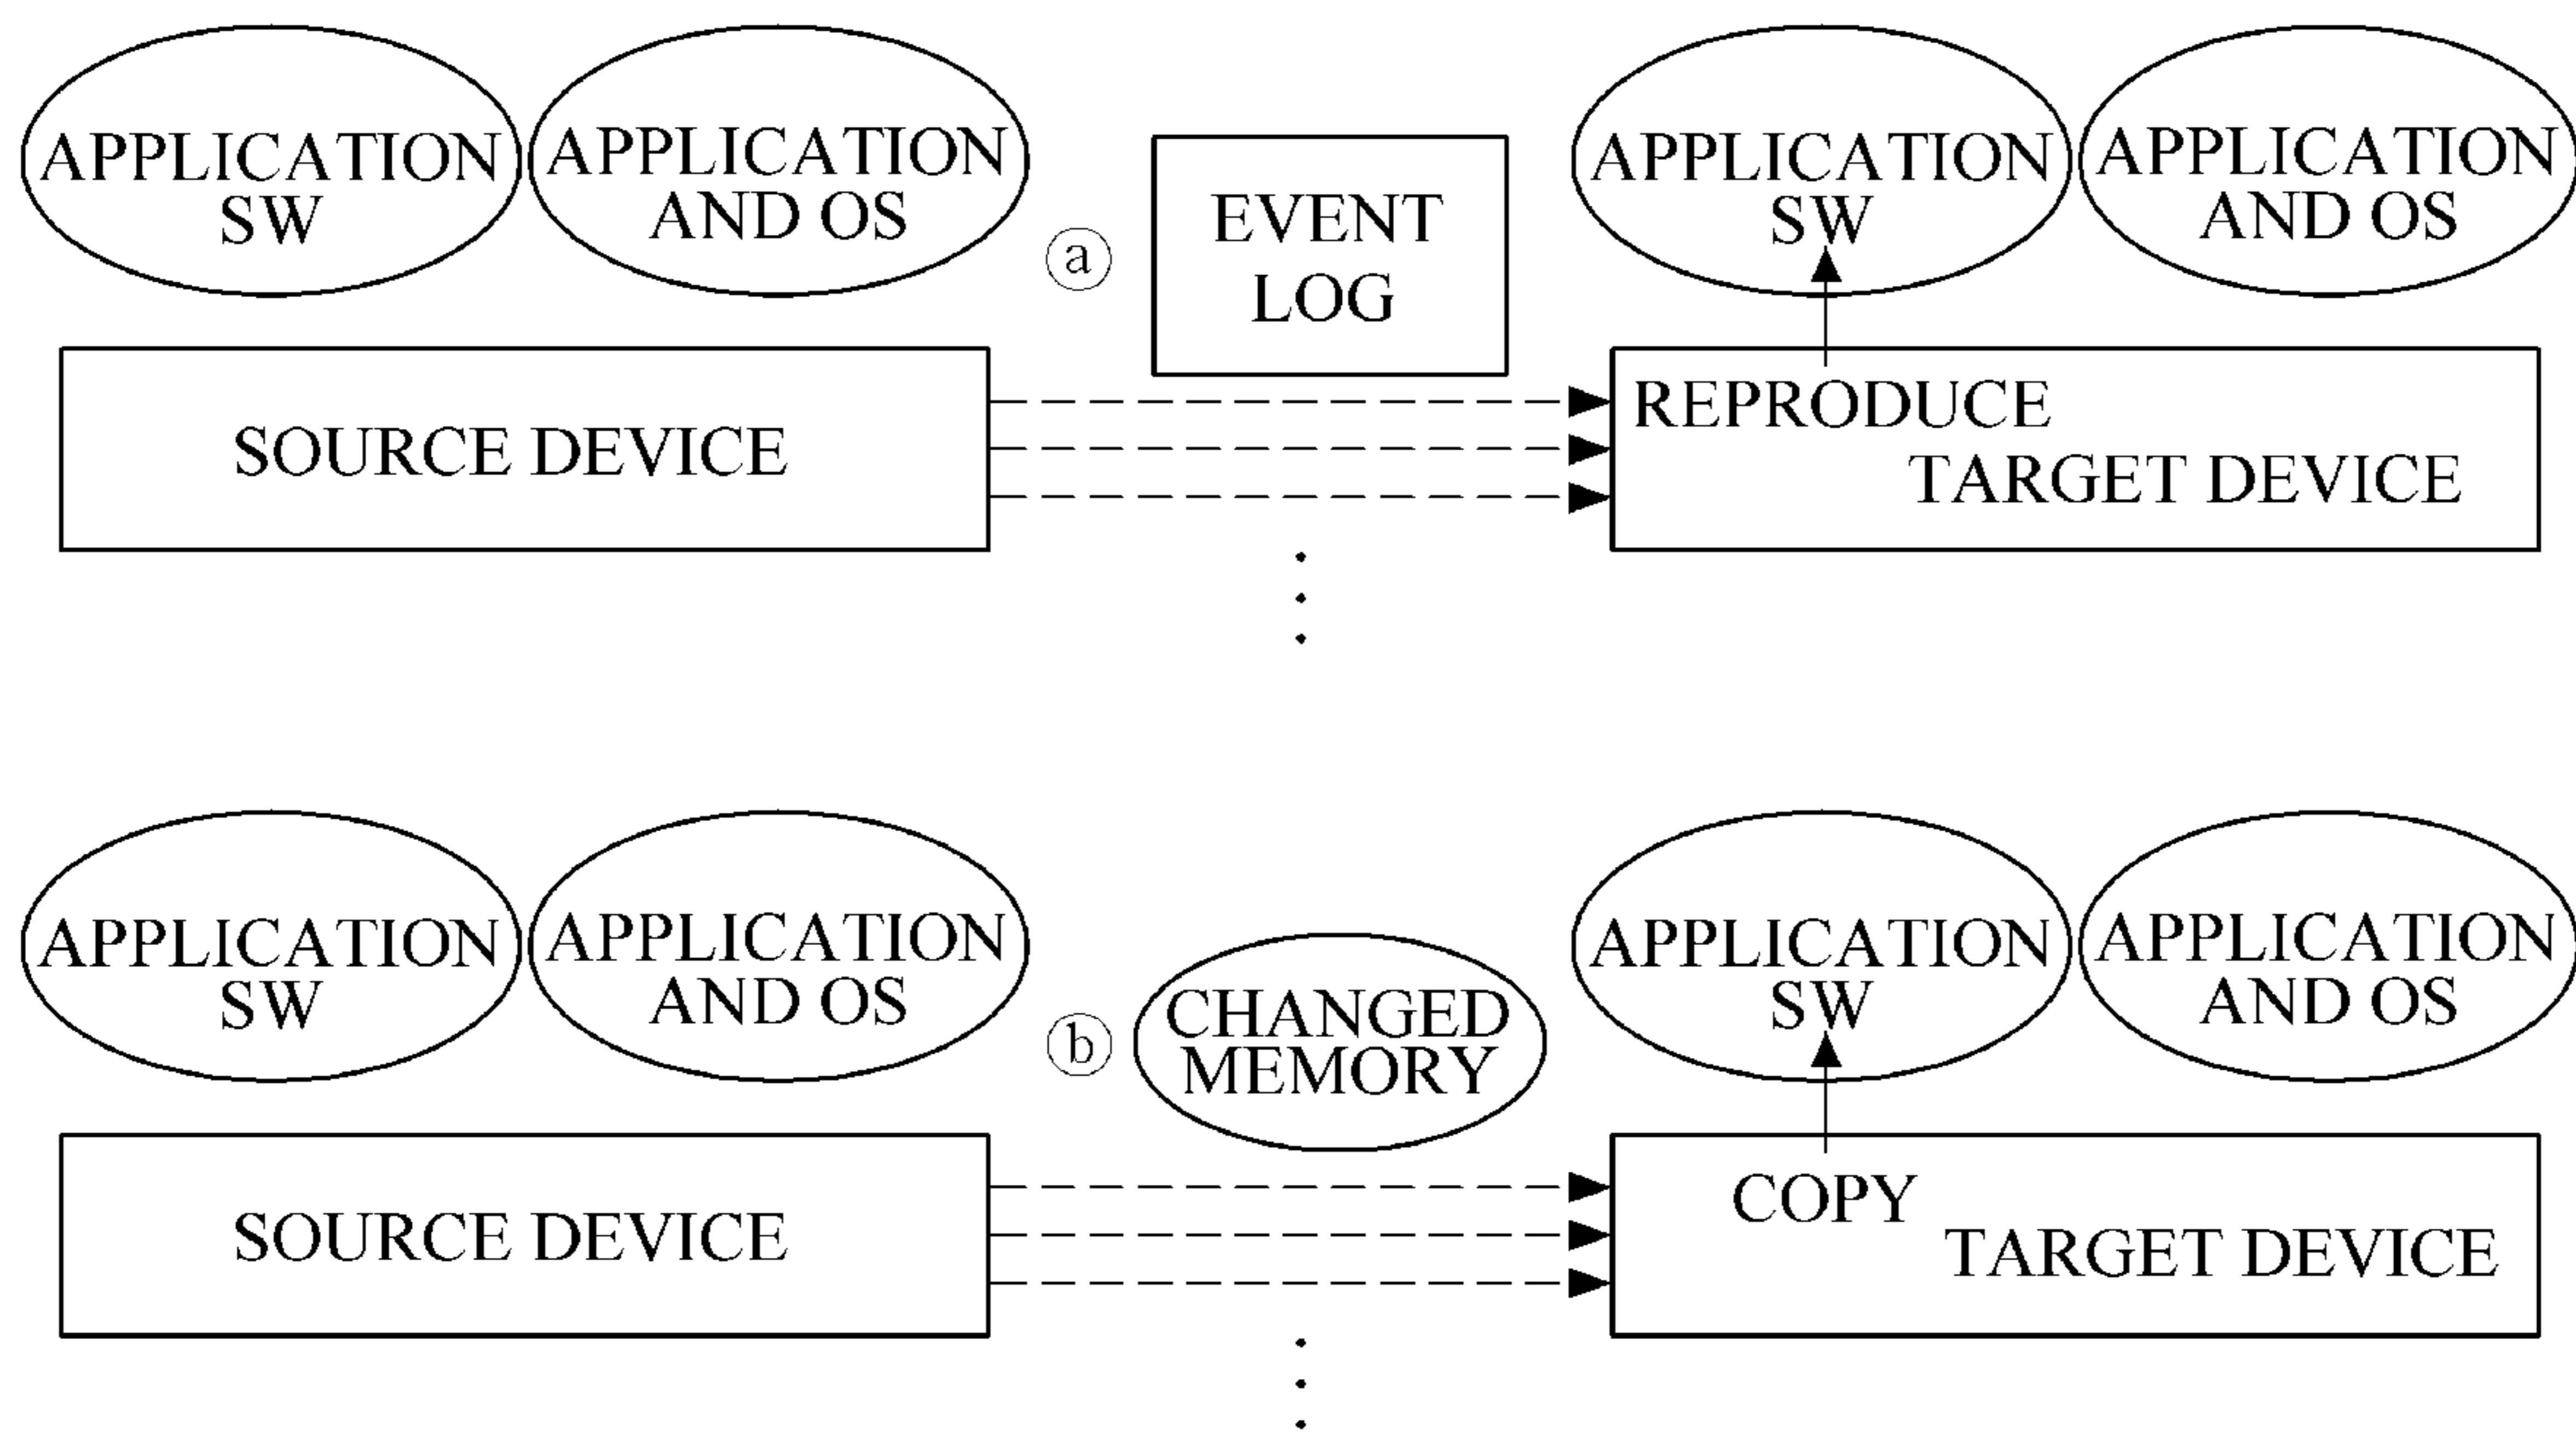 APPLICATION
SW
APPLICATION
AND OS
ⓐ
EVENT
LOG
APPLICATION
SW
APPLICATION
AND OS
SOURCE DEVICE
REPRODUCE
TARGET DEVICE
APPLICATION
SW
APPLICATION
AND OS
ⓑ
CHANGED
MEMORY
APPLICATION
SW
APPLICATION
AND OS
SOURCE DEVICE
COPY
TARGET DEVICE